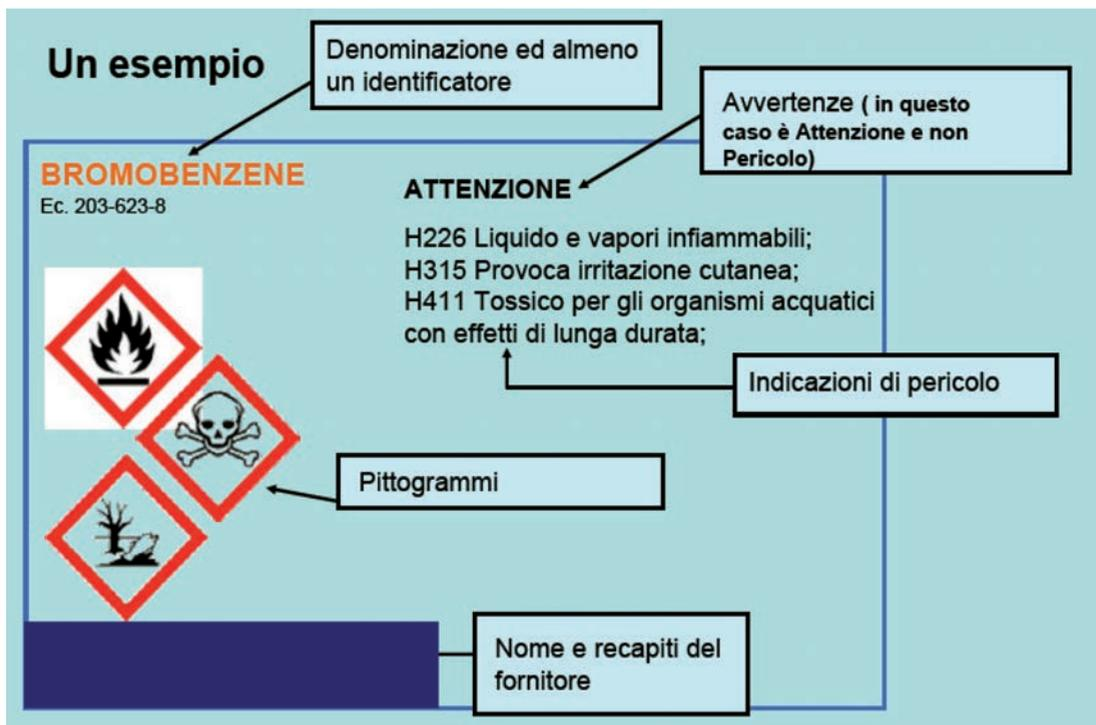 Un esempio
Denominazione ed almeno
un identificatore
Avvertenze ( in questo
caso è Attenzione e non
Pericolo)
BROMOBENZENE
Ec. 203-623-8
ATTENZIONE
H226 Liquido e vapori infiammabili;
H315 Provoca irritazione cutanea;
H411 Tossico per gli organismi acquatici
con effetti di lunga durata;
Indicazioni di pericolo
Pittogrammi
Nome e recapiti del
fornitore